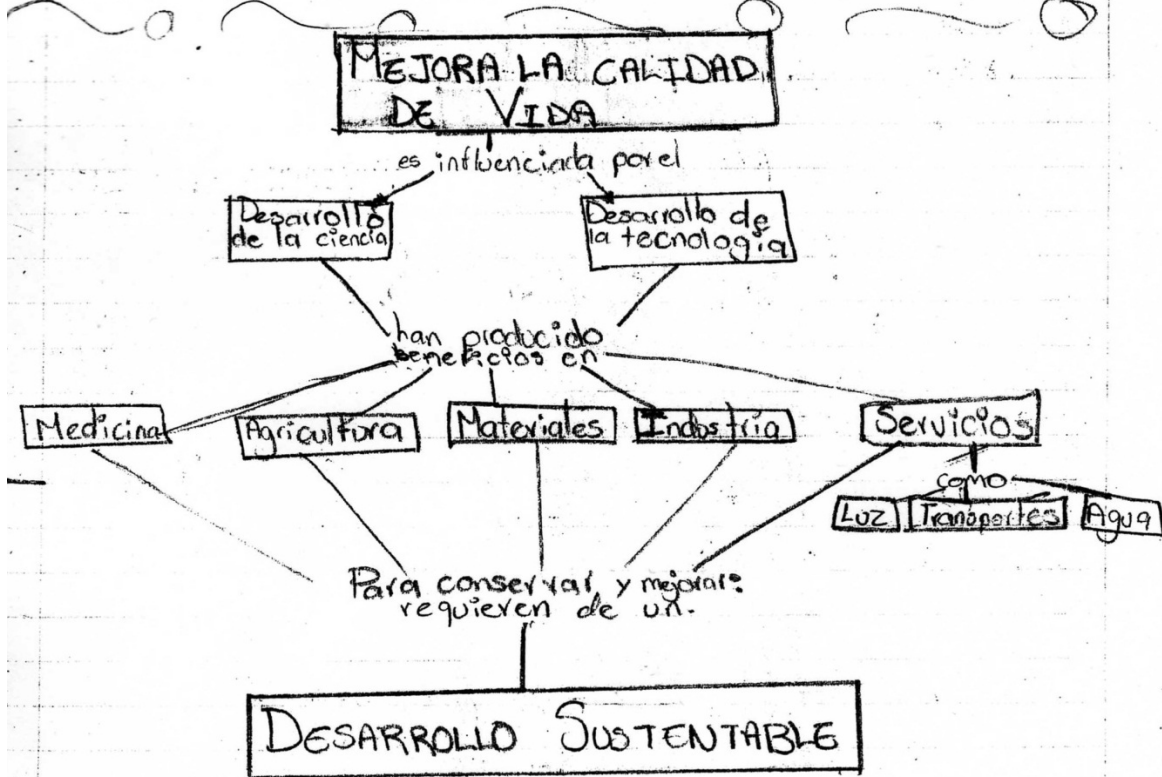 MEJORA LA CALIDAD
DE VIDA
es influenciada por el
Desarrollo
de la ciencia
Desarrollo de
la tecnología
han producido
beneficios en
Medicina
Agricultura
Materiales
Industria
Servicios
como
Luz
Transportes
Agua
Para conservar y mejorar:
requieren de un.
DESARROLLO SUSTENTABLE